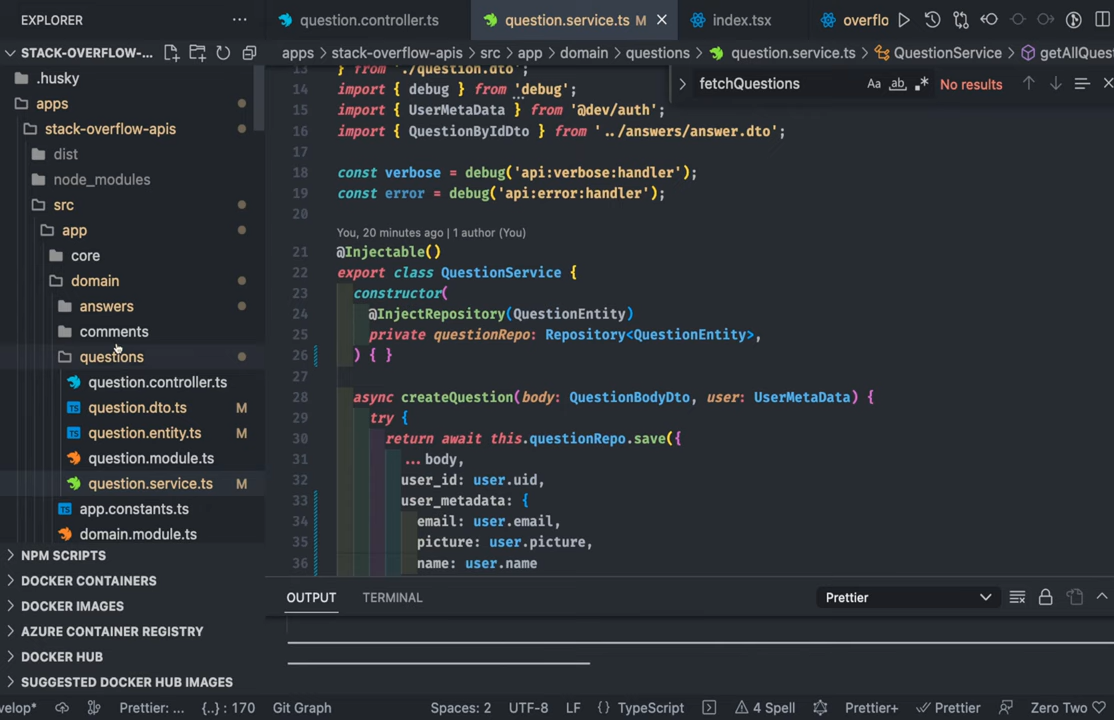 EXPLORER
STACK-OVERFLOW-...
.husky
apps
stack-overflow-apis
dist
node_modules
src
app
core
domain
answers
comments
questions
question.controller.ts
question.dto.ts M
question.entity.ts M
question.module.ts
question.service.ts M
app.constants.ts
domain.module.ts
NPM SCRIPTS
DOCKER CONTAINERS
DOCKER IMAGES
AZURE CONTAINER REGISTRY
DOCKER HUB
SUGGESTED DOCKER HUB IMAGES
question.controller.ts
question.service.ts M
index.tsx
overflo
apps > stack-overflow-apis > src > app > domain > questions > question.service.ts > QuestionService > getAllQues
fetchQuestions
Aa ab .* No results
13 } from './question.dto';
14 import { debug } from 'debug';
15 import { UserMetaData } from '@dev/auth';
16 import { QuestionByIdDto } from '../answers/answer.dto';
17
18 const verbose = debug('api:verbose:handler');
19 const error = debug('api:error:handler');
20
You, 20 minutes ago | 1 author (You)
21 @Injectable()
22 export class QuestionService {
23 constructor(
24 @InjectRepository(QuestionEntity)
25 private questionRepo: Repository<QuestionEntity>,
26 ) { }
27
28 async createQuestion(body: QuestionBodyDto, user: UserMetaData) {
29 try {
30 return await this.questionRepo.save({
31 ...body,
32 user_id: user.uid,
33 user_metadata: {
34 email: user.email,
35 picture: user.picture,
36 name: user.name
OUTPUT TERMINAL
Prettier
velop* Prettier: ... {..} : 170 Git Graph Spaces: 2 UTF-8 LF {} TypeScript 4 Spell Prettier+ Prettier Zero Two